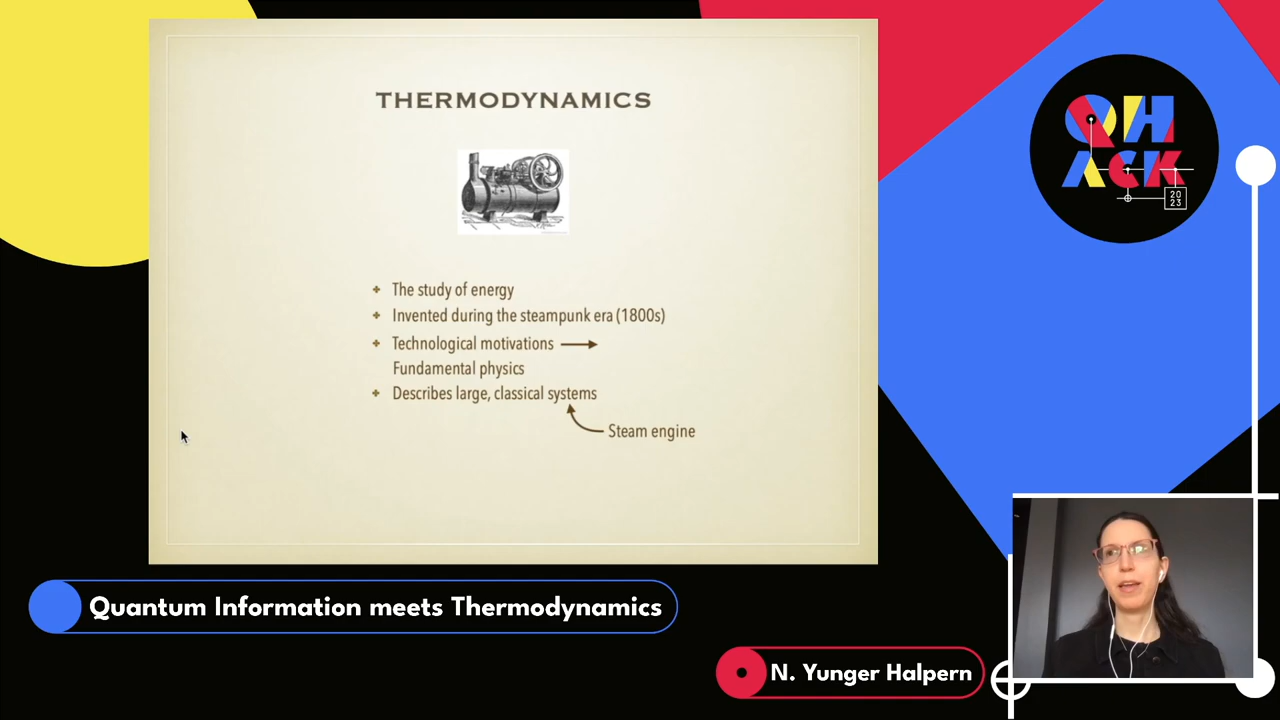 THERMODYNAMICS
The study of energy
Invented during the steampunk era (1800s)
Technological motivations
Fundamental physics
Describes large, classical systems
Steam engine
QH
ACK
20
23
Quantum Information meets Thermodynamics
N. Yunger Halpern